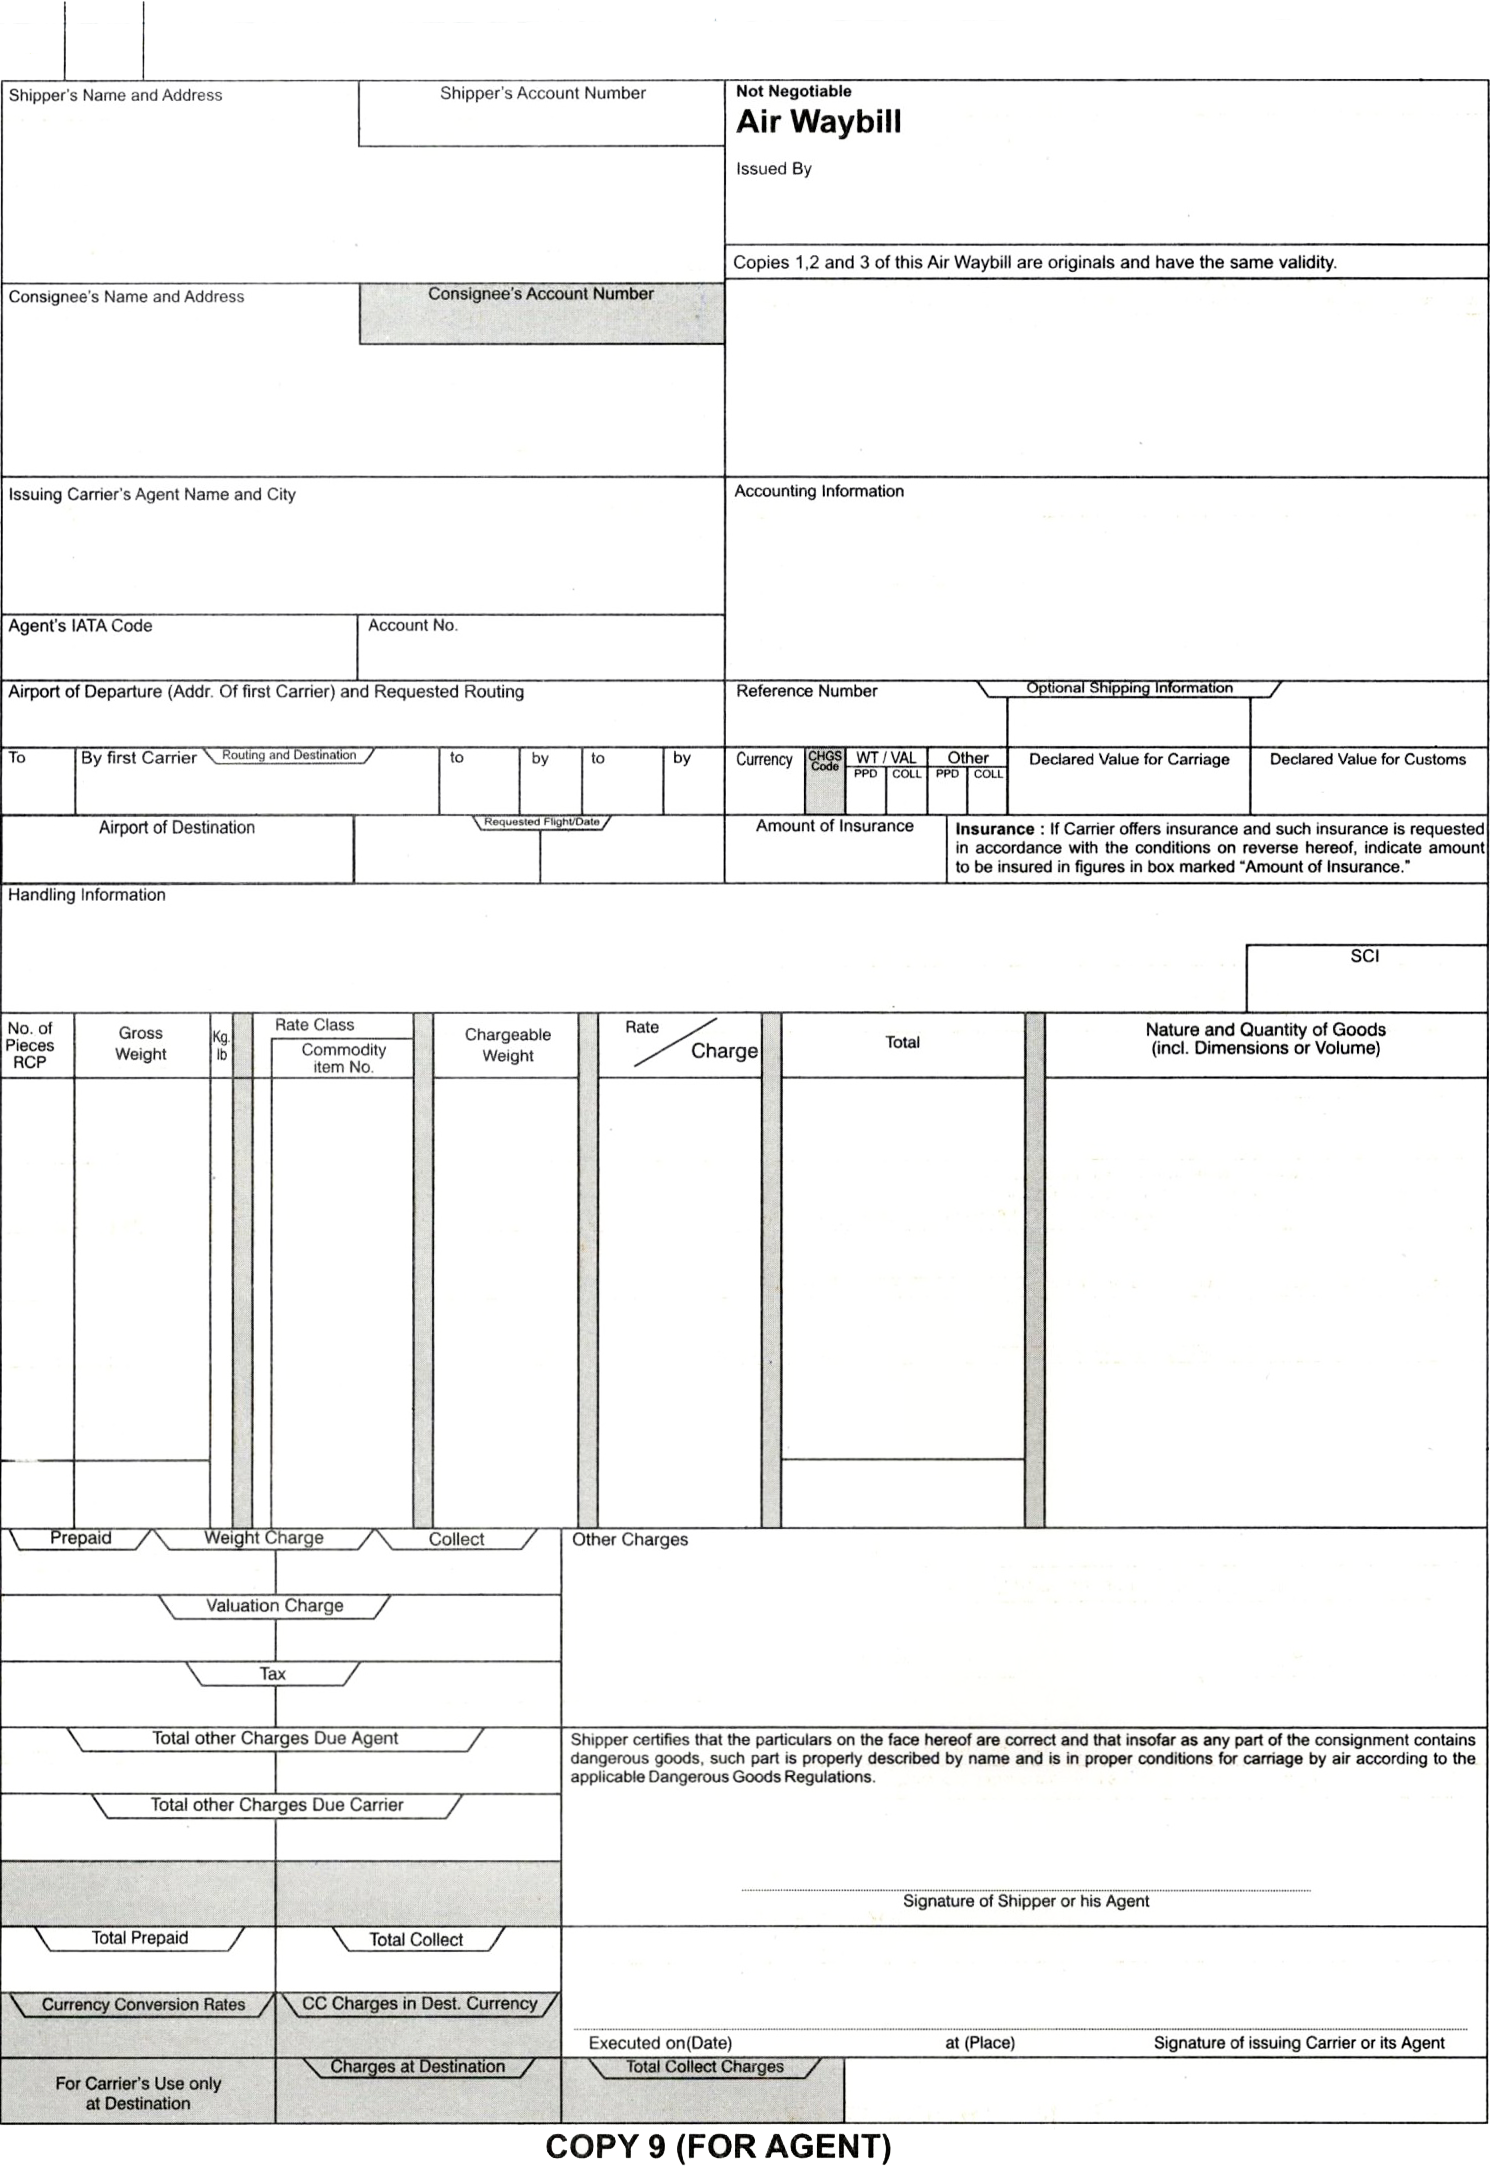 Shipper's Name and Address
Shipper's Account Number
Not Negotiable
Air Waybill
Issued By
Copies 1,2 and 3 of this Air Waybill are originals and have the same validity.
Consignee's Name and Address
Consignee's Account Number
Issuing Carrier's Agent Name and City
Accounting Information
Agent's IATA Code
Account No.
Airport of Departure (Addr. Of first Carrier) and Requested Routing
Reference Number
Optional Shipping Information
To
By first Carrier
Routing and Destination
to
by
to
by
Currency
CHGS
Code
WT / VAL
PPD
COLL
Other
PPD
COLL
Declared Value for Carriage
Declared Value for Customs
Airport of Destination
Requested Flight/Date
Amount of Insurance
Insurance : If Carrier offers insurance and such insurance is requested
in accordance with the conditions on reverse hereof, indicate amount
to be insured in figures in box marked “Amount of Insurance.”
Handling Information
SCI
No. of
Pieces
RCP
Gross
Weight
Kg.
lb
Rate Class
Commodity
item No.
Chargeable
Weight
Rate
Charge
Total
Nature and Quantity of Goods
(incl. Dimensions or Volume)
Prepaid
Weight Charge
Collect
Other Charges
Valuation Charge
Tax
Total other Charges Due Agent
Shipper certifies that the particulars on the face hereof are correct and that insofar as any part of the consignment contains
dangerous goods, such part is properly described by name and is in proper conditions for carriage by air according to the
applicable Dangerous Goods Regulations.
Total other Charges Due Carrier
Signature of Shipper or his Agent
Total Prepaid
Total Collect
Currency Conversion Rates
CC Charges in Dest. Currency
Executed on(Date)
at (Place)
Signature of issuing Carrier or its Agent
For Carrier's Use only
at Destination
Charges at Destination
Total Collect Charges
COPY 9 (FOR AGENT)